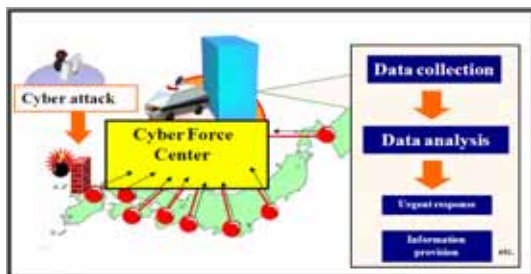 Cyber attack
Cyber Force
Center
Data collection
Data analysis
Urgent response
Information
provision
etc.